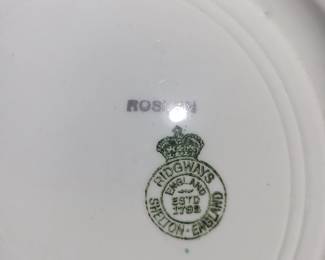 RIDGWAYS
ENGLAND
ESTD
1792
SHELTON·ENGLAND